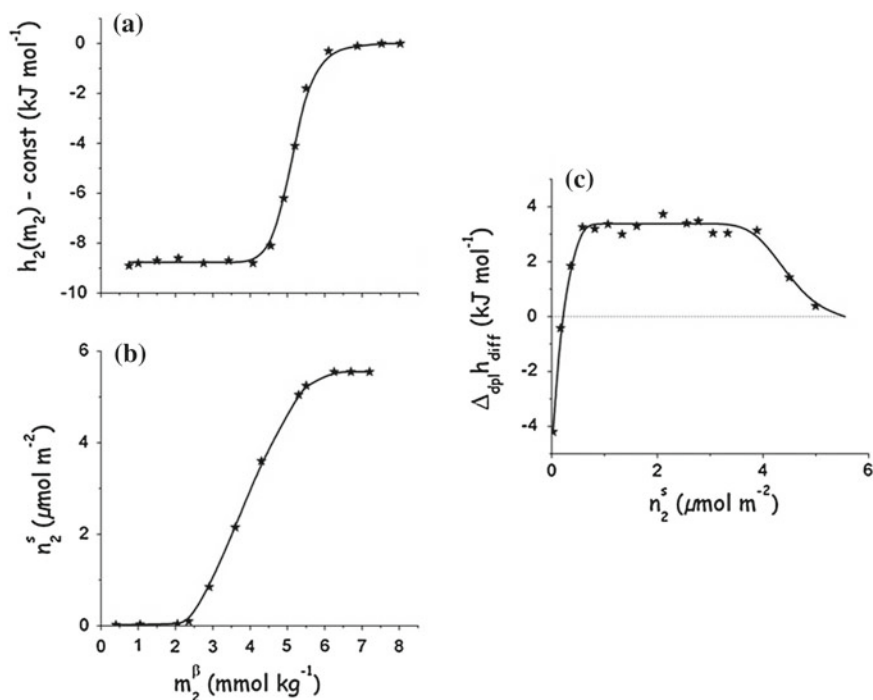 (a)
0
-2
-4
-6
-8
-10
h₂(m₂) - const (kJ mol⁻¹)
(b)
6
4
2
0
n₂ˢ (μmol m⁻²)
0 1 2 3 4 5 6 7 8
m₂ᵝ (mmol kg⁻¹)
(c)
4
2
0
-2
-4
Δdpl hdiff (kJ mol⁻¹)
0 2 4 6
n₂ˢ (μmol m⁻²)